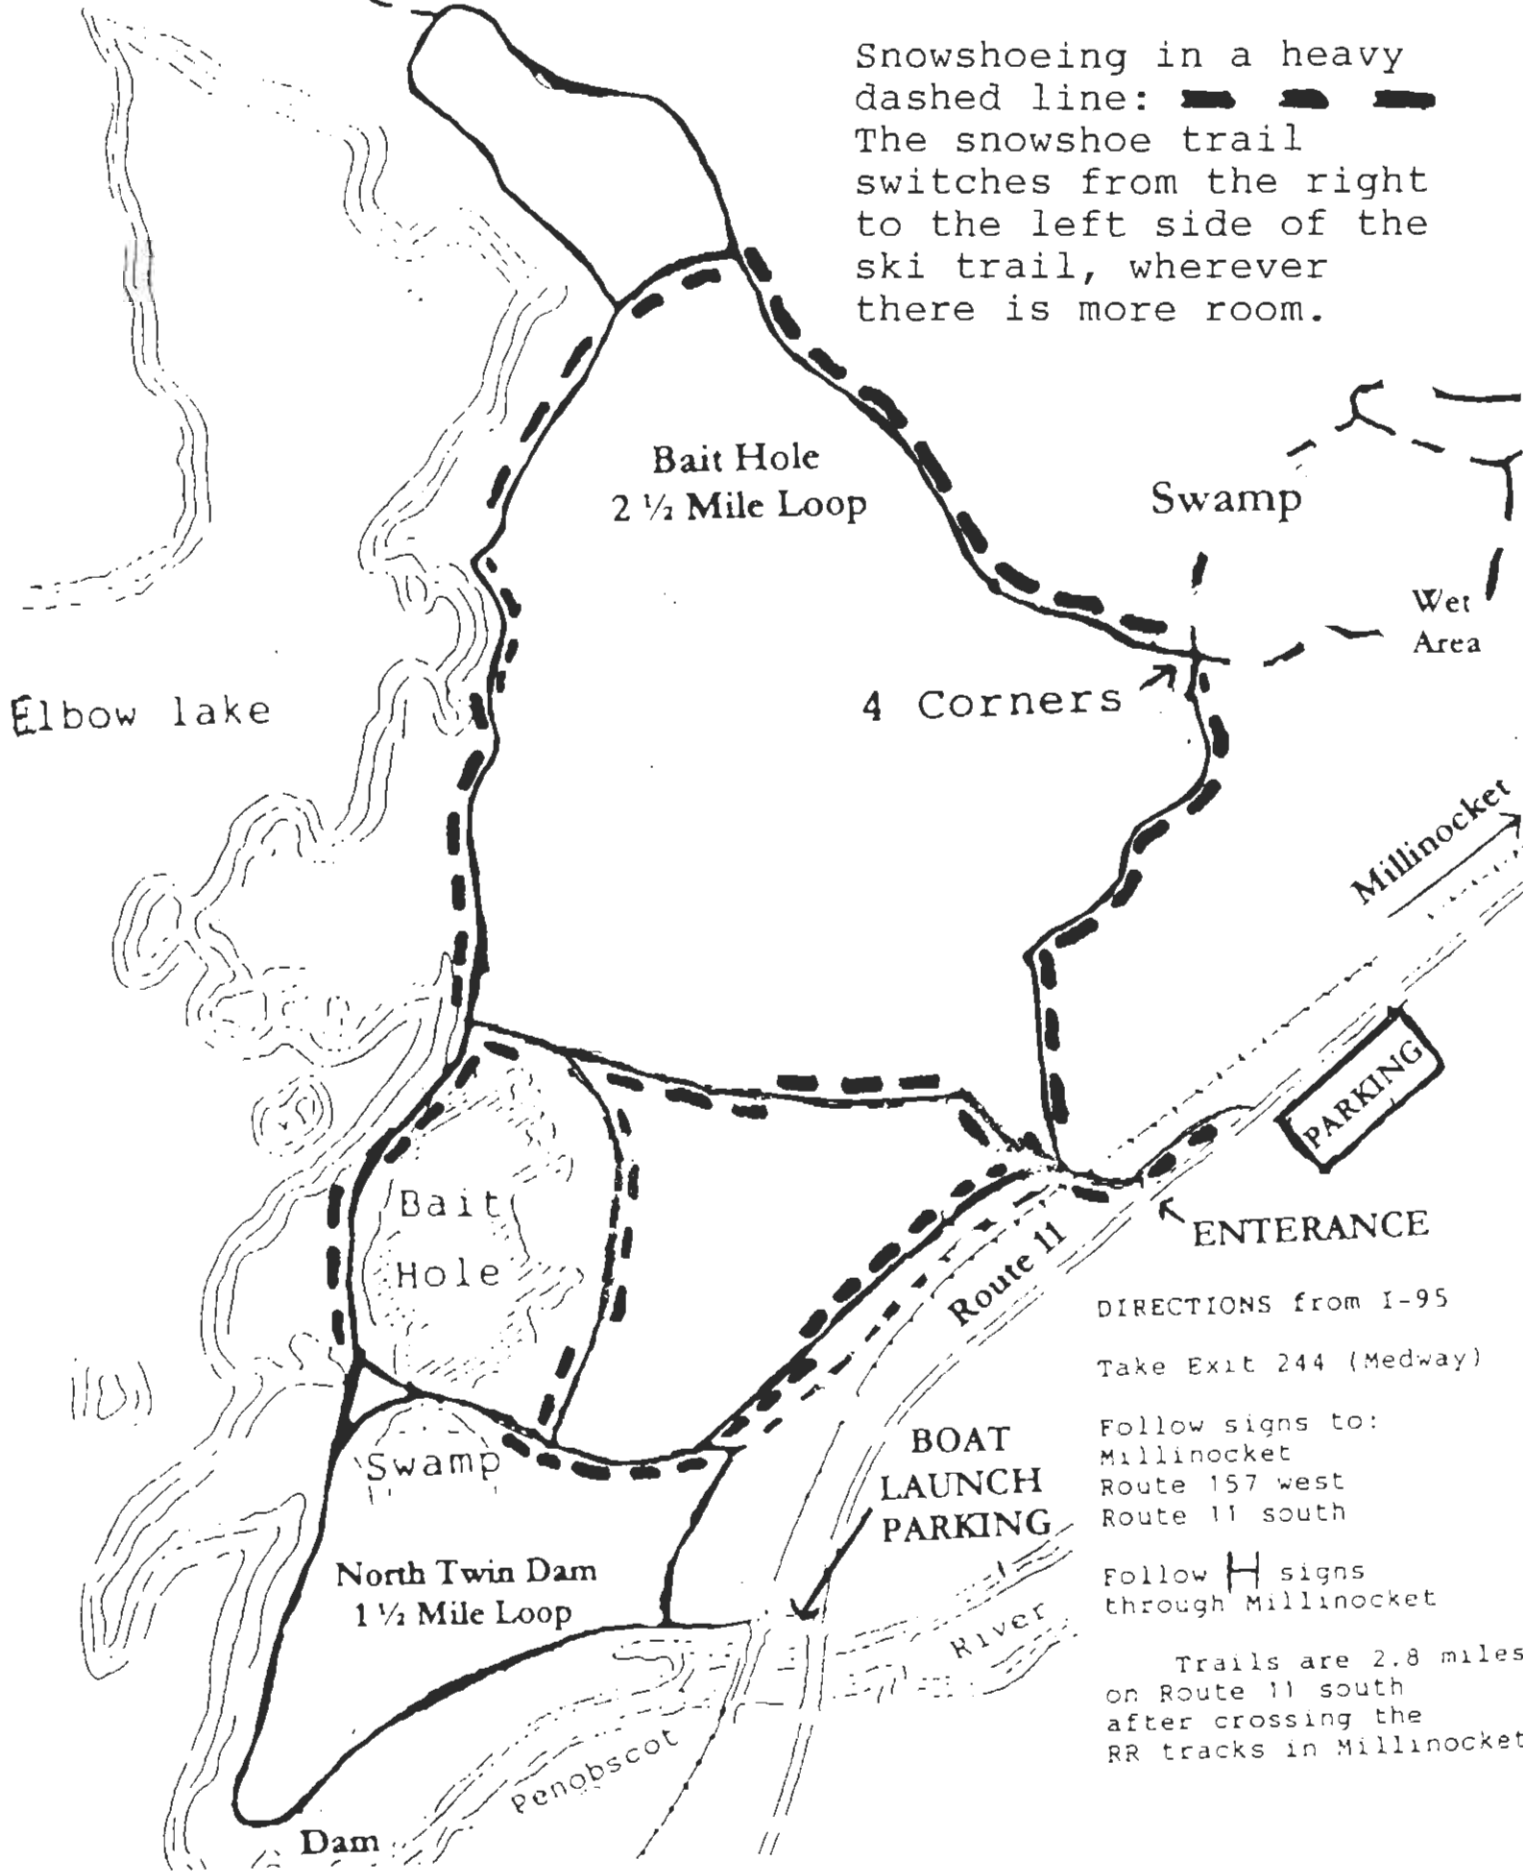 Snowshoeing in a heavy
dashed line:
The snowshoe trail
switches from the right
to the left side of the
ski trail, wherever
there is more room.
Bait Hole
2 ½ Mile Loop
Swamp
Wet
Area
4 Corners
Elbow lake
Millinocket
PARKING
Bait
Hole
ENTERANCE
Route 11
DIRECTIONS from I-95
Take Exit 244 (Medway)
Follow signs to:
Millinocket
Route 157 west
Route 11 south
Follow H signs
through Millinocket
Trails are 2.8 miles
on Route 11 south
after crossing the
RR tracks in Millinocket
BOAT
LAUNCH
PARKING
Swamp
North Twin Dam
1 ½ Mile Loop
River
Penobscot
Dam